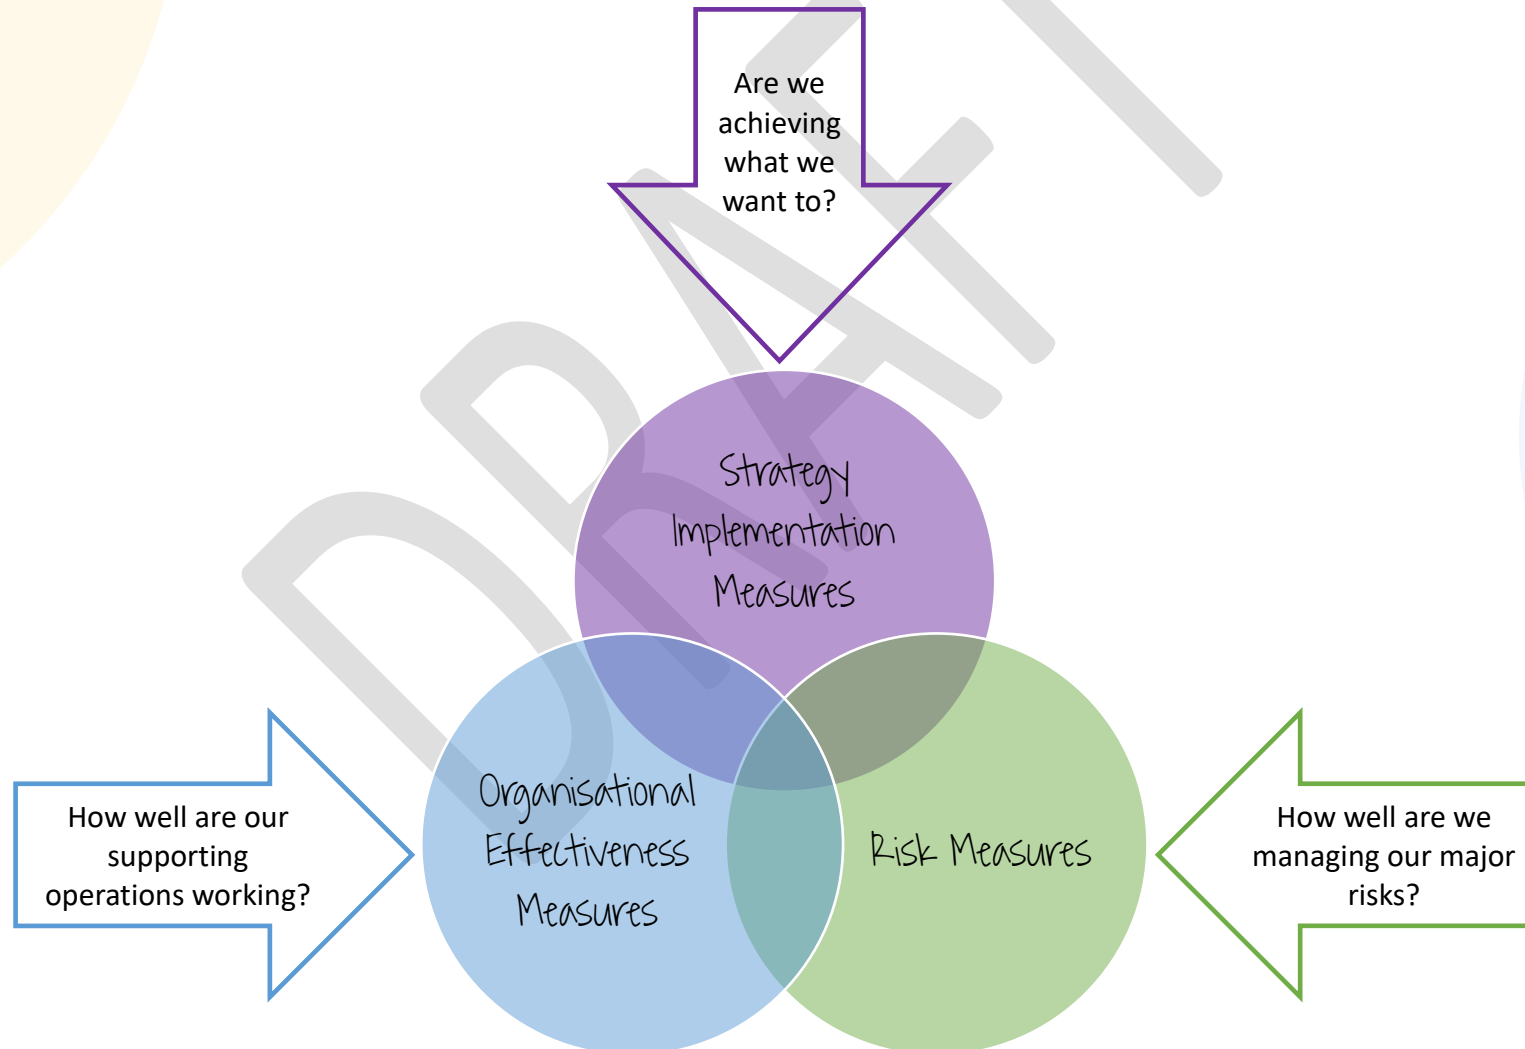 Are we
achieving
what we
want to?
DRAFT
Strategy
Implementation
Measures
How well are our
supporting
operations working?
Organisational
Effectiveness
Measures
Risk Measures
How well are we
managing our major
risks?